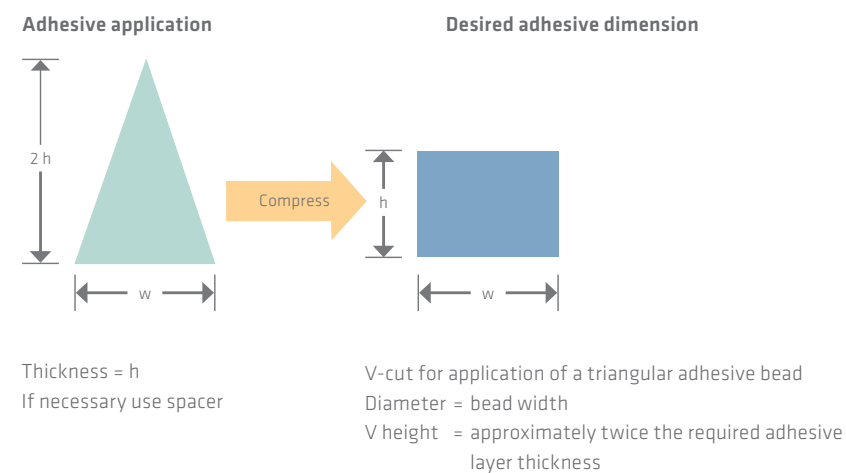 Adhesive application
Desired adhesive dimension
2 h
Compress
h
w
w
Thickness = h
If necessary use spacer
V-cut for application of a triangular adhesive bead
Diameter = bead width
V height = approximately twice the required adhesive
layer thickness